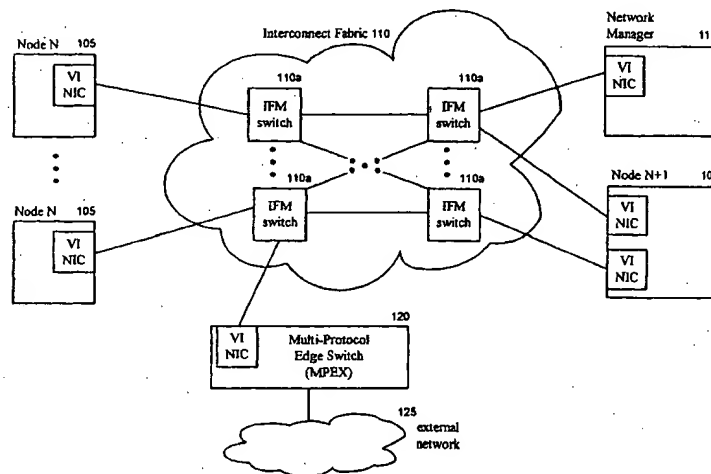 Node N 105
VI
NIC
Interconnect Fabric 110
Network
Manager
VI
NIC
110a
IFM
switch
110a
IFM
switch
Node N 105
VI
NIC
110a
IFM
switch
110a
IFM
switch
Node N+1
VI
NIC
VI
NIC
120
VI
NIC
Multi-Protocol
Edge Switch
(MPEX)
125
external
network